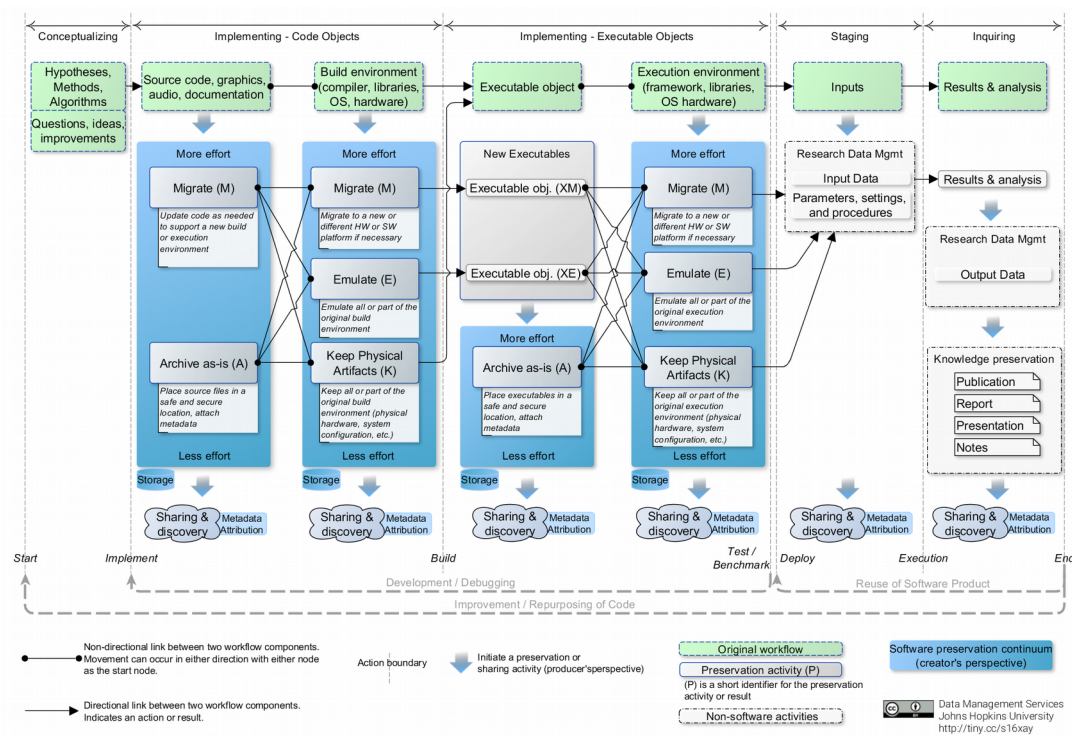 Conceptualizing
Implementing - Code Objects
Implementing - Executable Objects
Staging
Inquiring
Hypotheses,
Methods,
Algorithms
Questions, ideas,
improvements
Source code, graphics,
audio, documentation
Build environment
(compiler, libraries,
OS, hardware)
Executable object
Execution environment
(framework, libraries,
OS hardware)
Inputs
Results & analysis
More effort
Migrate (M)
Update code as needed
to support a new build
or execution
environment
Archive as-is (A)
Place source files in a
safe and secure
location, attach
metadata
Less effort
Storage
Sharing &
discovery
Metadata
Attribution
More effort
Migrate (M)
Migrate to a new or
different HW or SW
platform if necessary
Emulate (E)
Emulate all or part of the
original build
environment
Keep Physical
Artifacts (K)
Keep all or part of the
original build
environment (physical
hardware, system
configuration, etc.)
Less effort
Storage
Sharing &
discovery
Metadata
Attribution
New Executables
Executable obj. (XM)
Executable obj. (XE)
More effort
Archive as-is (A)
Place executables in a
safe and secure
location, attach
metadata
Less effort
Storage
Sharing &
discovery
Metadata
Attribution
More effort
Migrate (M)
Migrate to a new or
different HW or SW
platform if necessary
Emulate (E)
Emulate all or part of the
original execution
environment
Keep Physical
Artifacts (K)
Keep all or part of the
original execution
environment (physical
hardware, system
configuration, etc.)
Less effort
Storage
Sharing &
discovery
Metadata
Attribution
Research Data Mgmt
Input Data
Parameters, settings,
and procedures
Sharing &
discovery
Metadata
Attribution
Results & analysis
Research Data Mgmt
Output Data
Knowledge preservation
Publication
Report
Presentation
Notes
Sharing &
discovery
Metadata
Attribution
Start
Implement
Build
Test /
Benchmark
Deploy
Execution
End
Development / Debugging
Reuse of Software Product
Improvement / Repurposing of Code
Non-directional link between two workflow components.
Movement can occur in either direction with either node
as the start node.
Directional link between two workflow components.
Indicates an action or result.
Action boundary
Initiate a preservation or
sharing activity (producer'sperspective)
Original workflow
Preservation activity (P)
(P) is a short identifier for the preservation
activity or result
Non-software activities
Software preservation continuum
(creator's perspective)
cc
BY
Data Management Services
Johns Hopkins University
http://tiny.cc/s16xay